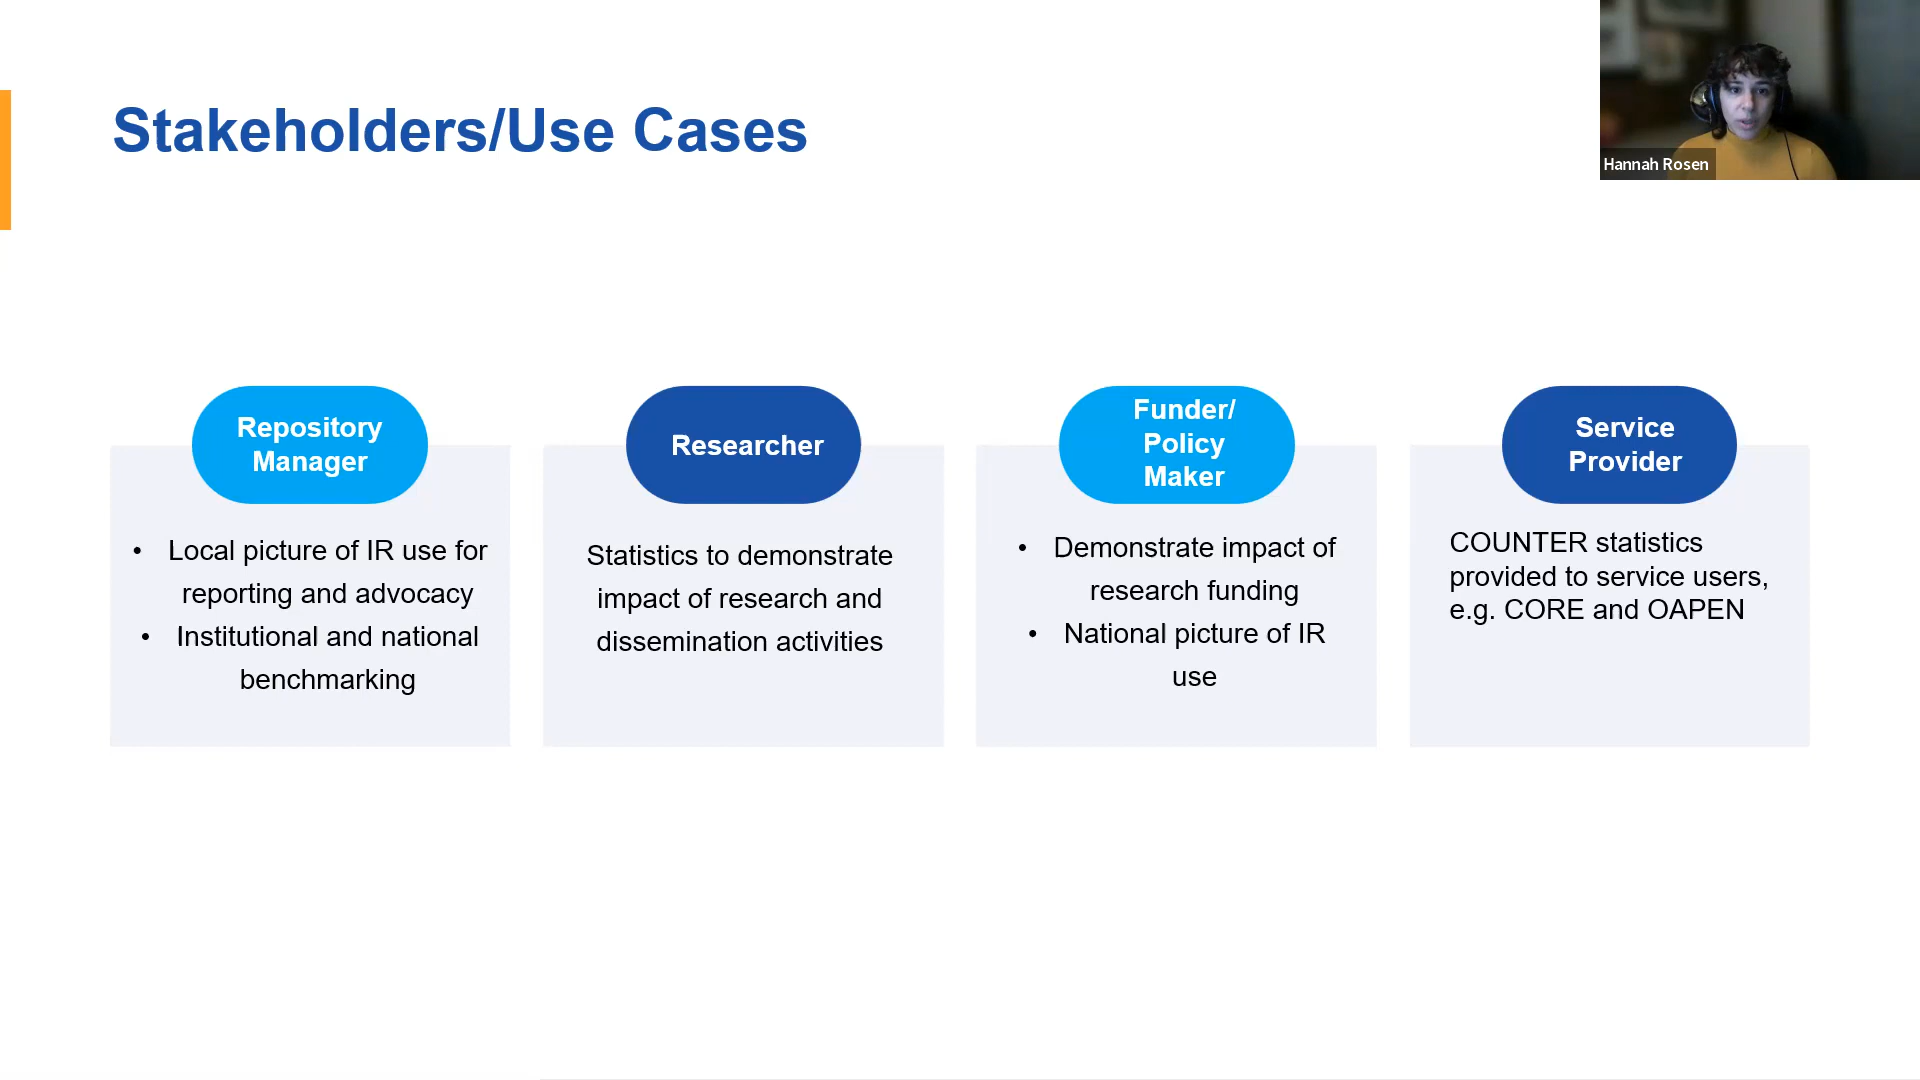 Stakeholders/Use Cases
Hannah Rosen
Repository
Manager
• Local picture of IR use for
reporting and advocacy
• Institutional and national
benchmarking
Researcher
Statistics to demonstrate
impact of research and
dissemination activities
Funder/
Policy
Maker
• Demonstrate impact of
research funding
• National picture of IR
use
Service
Provider
COUNTER statistics
provided to service users,
e.g. CORE and OAPEN